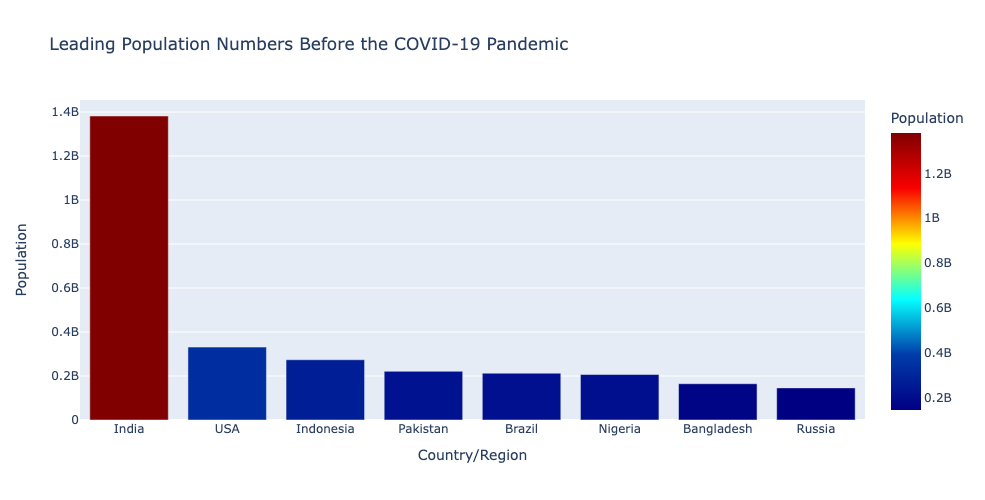 Leading Population Numbers Before the COVID-19 Pandemic
Population
1.4B
1.2B
1B
0.8B
0.6B
0.4B
0.2B
0
India USA Indonesia Pakistan Brazil Nigeria Bangladesh Russia
Country/Region
Population
1.2B
1B
0.8B
0.6B
0.4B
0.2B